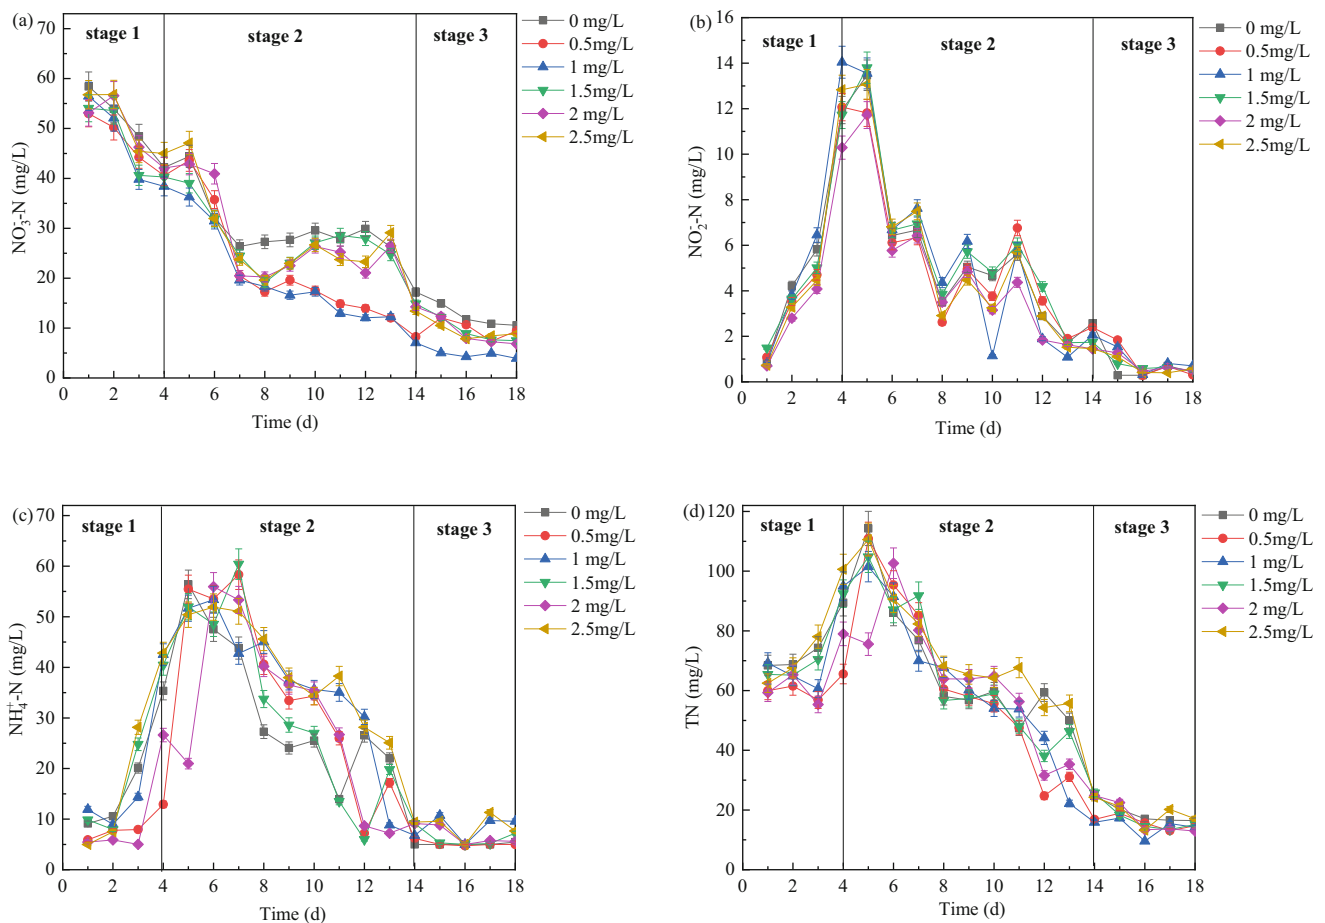 (a)
stage 1
stage 2
stage 3
0 mg/L
0.5mg/L
1 mg/L
1.5mg/L
2 mg/L
2.5mg/L
70
60
50
40
30
20
10
0
NO₃⁻-N (mg/L)
0 2 4 6 8 10 12 14 16 18
Time (d)
(b)
stage 1
stage 2
stage 3
0 mg/L
0.5mg/L
1 mg/L
1.5mg/L
2 mg/L
2.5mg/L
16
14
12
10
8
6
4
2
0
NO₂⁻-N (mg/L)
0 2 4 6 8 10 12 14 16 18
Time (d)
(c)
stage 1
stage 2
stage 3
0 mg/L
0.5mg/L
1 mg/L
1.5mg/L
2 mg/L
2.5mg/L
70
60
50
40
30
20
10
0
NH₄⁺-N (mg/L)
0 2 4 6 8 10 12 14 16 18
Time (d)
(d)
stage 1
stage 2
stage 3
0 mg/L
0.5mg/L
1 mg/L
1.5mg/L
2 mg/L
2.5mg/L
120
100
80
60
40
20
0
TN (mg/L)
0 2 4 6 8 10 12 14 16 18
Time (d)